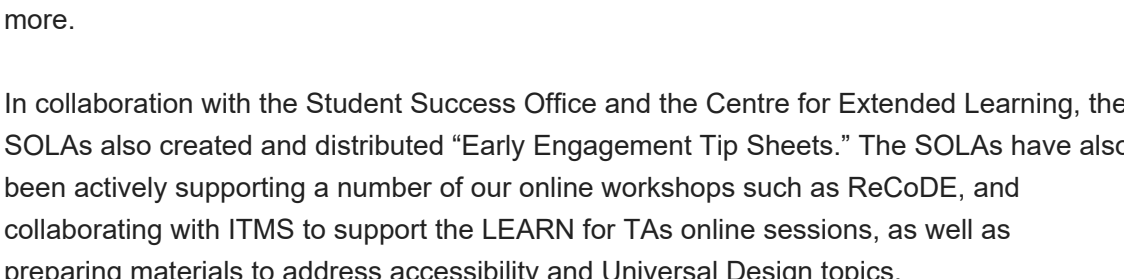 more.
In collaboration with the Student Success Office and the Centre for Extended Learning, the
SOLAs also created and distributed “Early Engagement Tip Sheets.” The SOLAs have also
been actively supporting a number of our online workshops such as ReCoDE, and
collaborating with ITMS to support the LEARN for TAs online sessions, as well as
preparing materials to address accessibility and Universal Design topics.